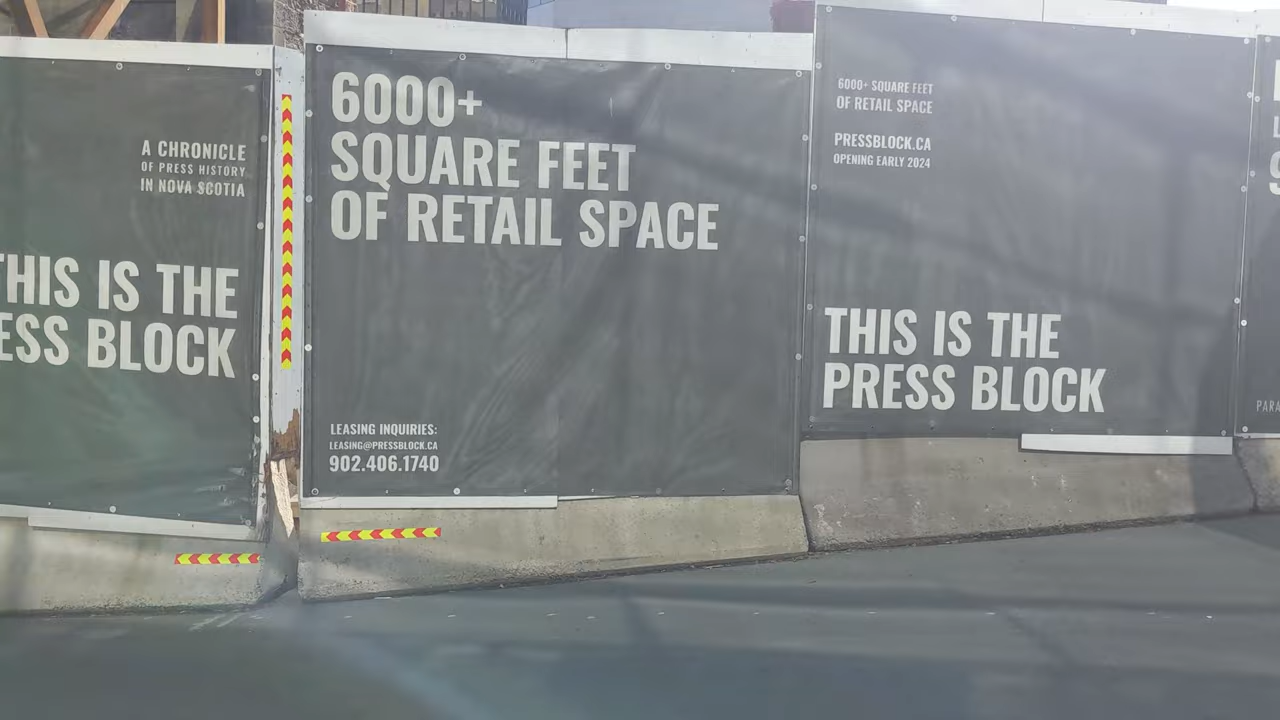 A CHRONICLE
OF PRESS HISTORY
IN NOVA SCOTIA
THIS IS THE
ESS BLOCK
6000+
SQUARE FEET
OF RETAIL SPACE
LEASING INQUIRIES:
LEASING@PRESSBLOCK.CA
902.406.1740
6000+ SQUARE FEET
OF RETAIL SPACE
PRESSBLOCK.CA
OPENING EARLY 2024
THIS IS THE
PRESS BLOCK
PARA